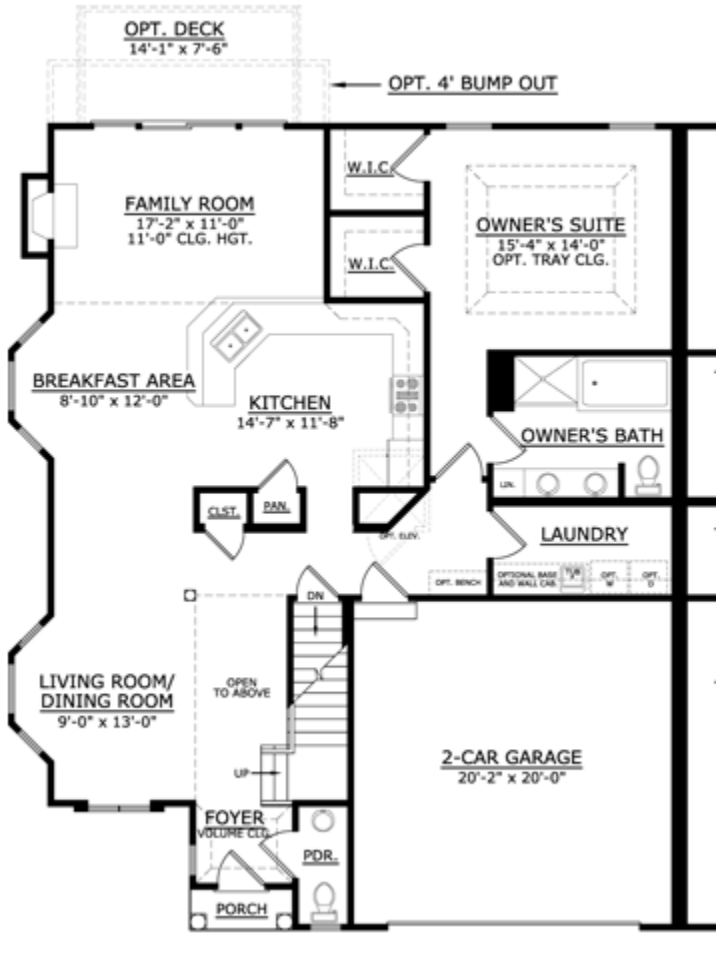 OPT. DECK
14'-1" x 7'-6"
OPT. 4' BUMP OUT
W.I.C.
FAMILY ROOM
17'-2" x 11'-0"
11'-0" CLG. HGT.
OWNER'S SUITE
15'-4" x 14'-0"
OPT. TRAY CLG.
W.I.C.
BREAKFAST AREA
8'-10" x 12'-0"
KITCHEN
14'-7" x 11'-8"
OWNER'S BATH
LIN.
CLST.
PAN.
OPT. ELEV.
LAUNDRY
OPT. BENCH
OPTIONAL BASE
AND WALL CAB.
TUB
OPT.
W
OPT.
D
DN
LIVING ROOM/
DINING ROOM
9'-0" x 13'-0"
OPEN
TO ABOVE
UP
2-CAR GARAGE
20'-2" x 20'-0"
FOYER
VOLUME CLG.
PDR.
PORCH